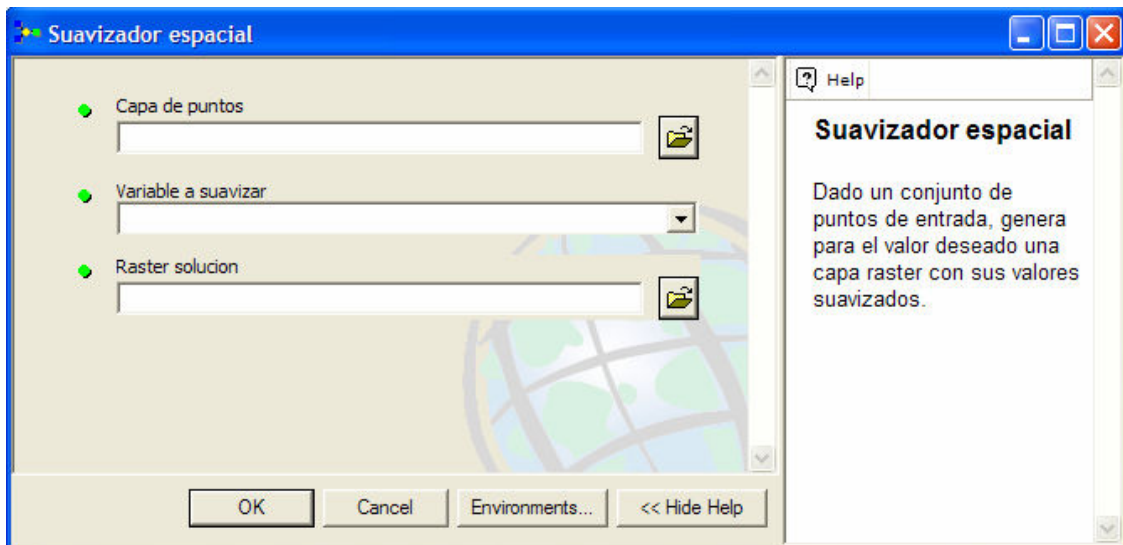 Suavizador espacial
Capa de puntos
Variable a suavizar
Raster solucion
OK
Cancel
Environments...
<< Hide Help
Help
Suavizador espacial
Dado un conjunto de
puntos de entrada, genera
para el valor deseado una
capa raster con sus valores
suavizados.